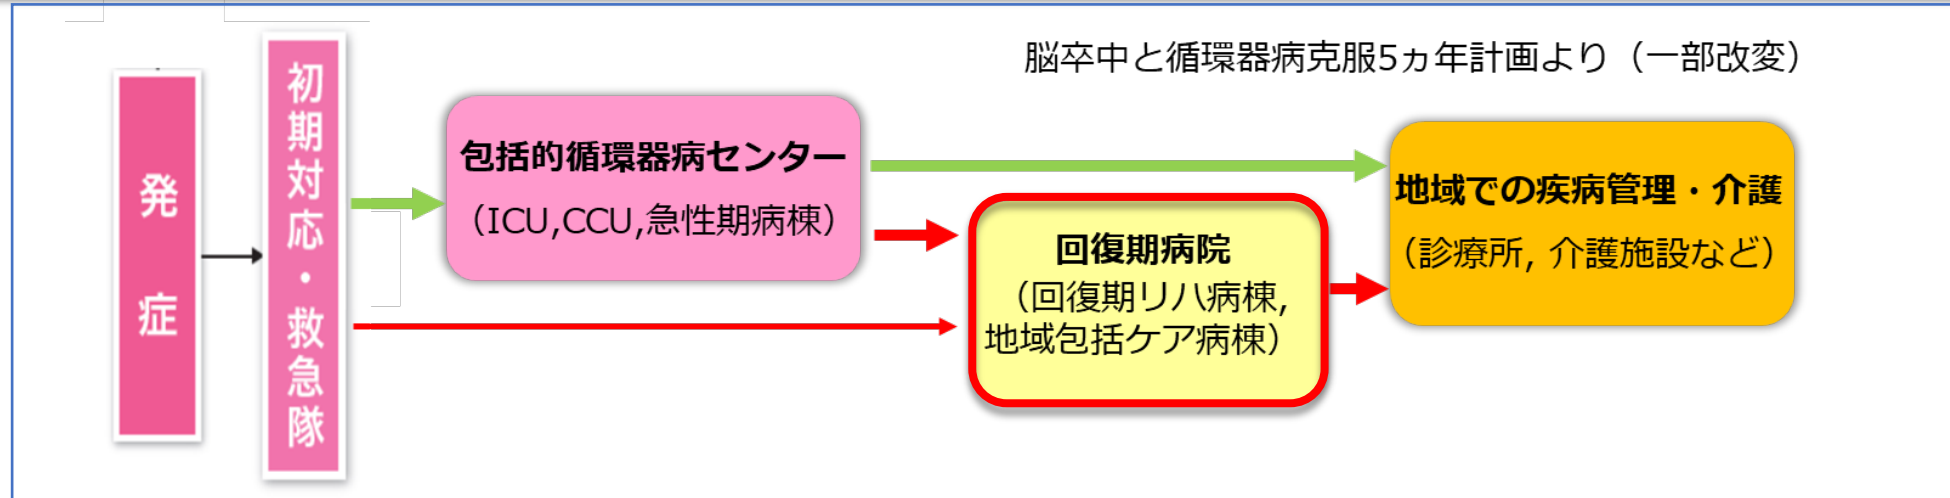 脳卒中と循環器病克服5ヵ年計画より（一部改変）
発症
初期対応・救急隊
包括的循環器病センター
（ICU,CCU,急性期病棟）
回復期病院
（回復期リハ病棟,
地域包括ケア病棟）
地域での疾病管理・介護
（診療所, 介護施設など）